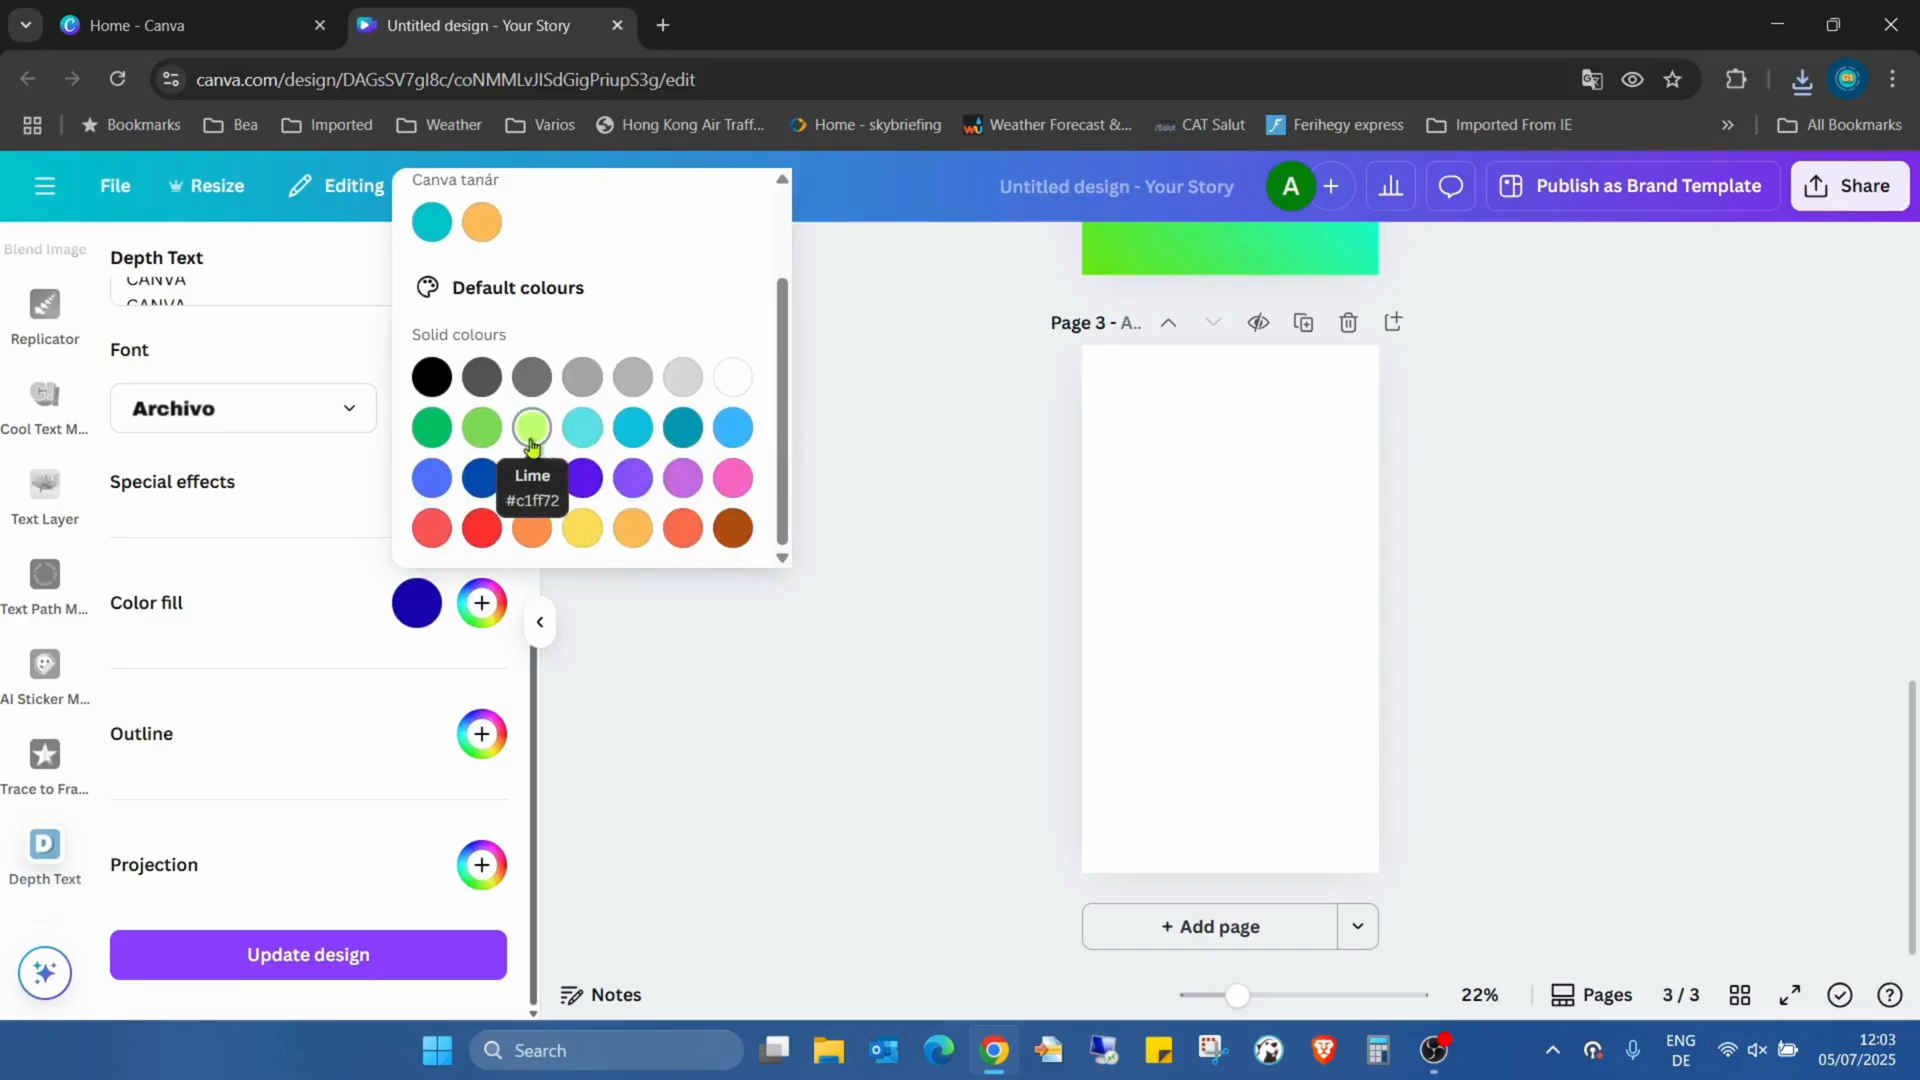 Home - Canva
Untitled design - Your Story
canva.com/design/DAGsSV7gI8c/coNMMLvJISdGigPriupS3g/edit
Bookmarks
Bea
Imported
Weather
Varios
Hong Kong Air Traff...
Home - skybriefing
Weather Forecast &...
CAT Salut
Ferihegy express
Imported From IE
All Bookmarks
File
Resize
Editing
Untitled design - Your Story
A
Publish as Brand Template
Share
Blend Image
Replicator
Cool Text M...
Text Layer
Text Path M...
AI Sticker M...
Trace to Fra...
Depth Text
Depth Text
CANVA
CANVA
Font
Archivo
Special effects
Color fill
Outline
Projection
Update design
Canva tanár
Default colours
Solid colours
Lime
#c1ff72
Page 3 - A..
+ Add page
Notes
22%
Pages
3 / 3
Search
ENG
DE
12:03
05/07/2025